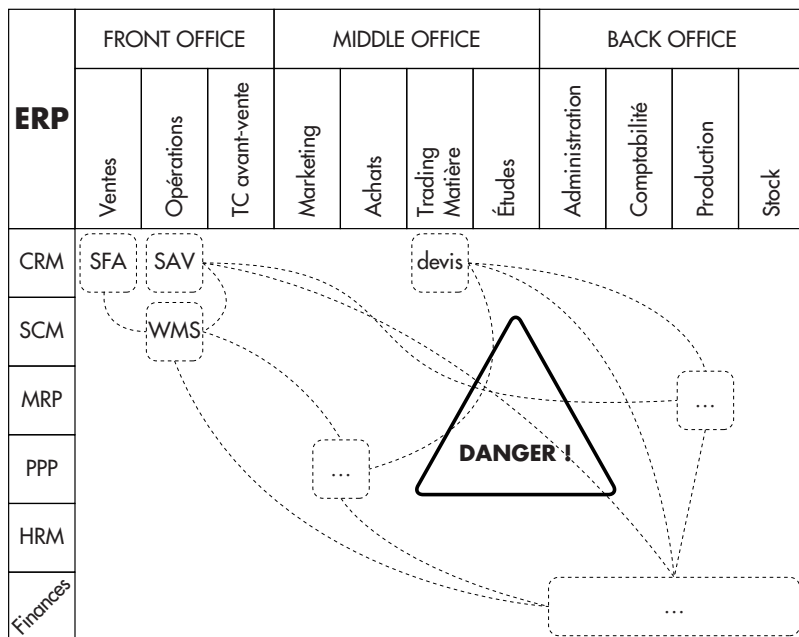 ERP
FRONT OFFICE
MIDDLE OFFICE
BACK OFFICE
Ventes
Opérations
TC avant-vente
Marketing
Achats
Trading
Matière
Études
Administration
Comptabilité
Production
Stock
CRM
SFA
SAV
devis
SCM
WMS
MRP
...
PPP
...
DANGER !
HRM
Finances
...